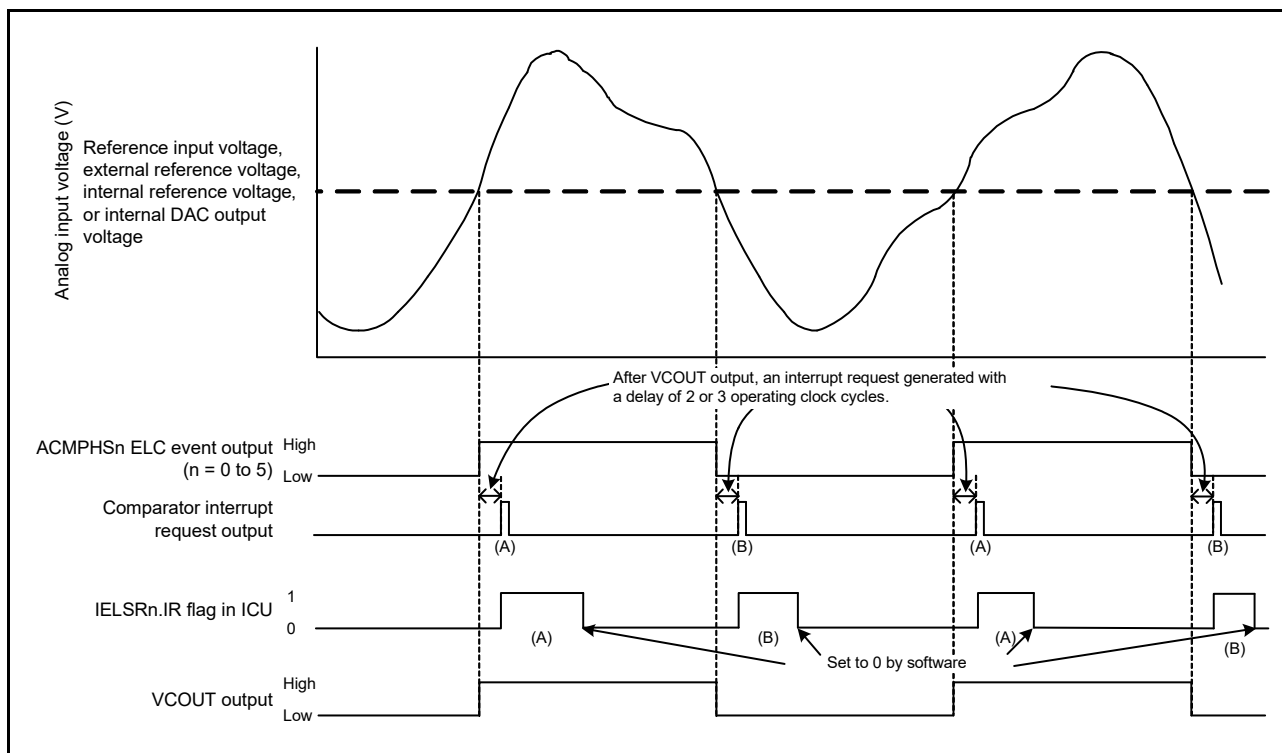 Analog input voltage (V)
Reference input voltage,
external reference voltage,
internal reference voltage,
or internal DAC output
voltage
After VCOUT output, an interrupt request generated with
a delay of 2 or 3 operating clock cycles.
ACMPHSn ELC event output
(n = 0 to 5)
High
Low
Comparator interrupt
request output
(A)
(B)
(A)
(B)
IELSRn.IR flag in ICU
1
0
(A)
(B)
(A)
(B)
Set to 0 by software
VCOUT output
High
Low